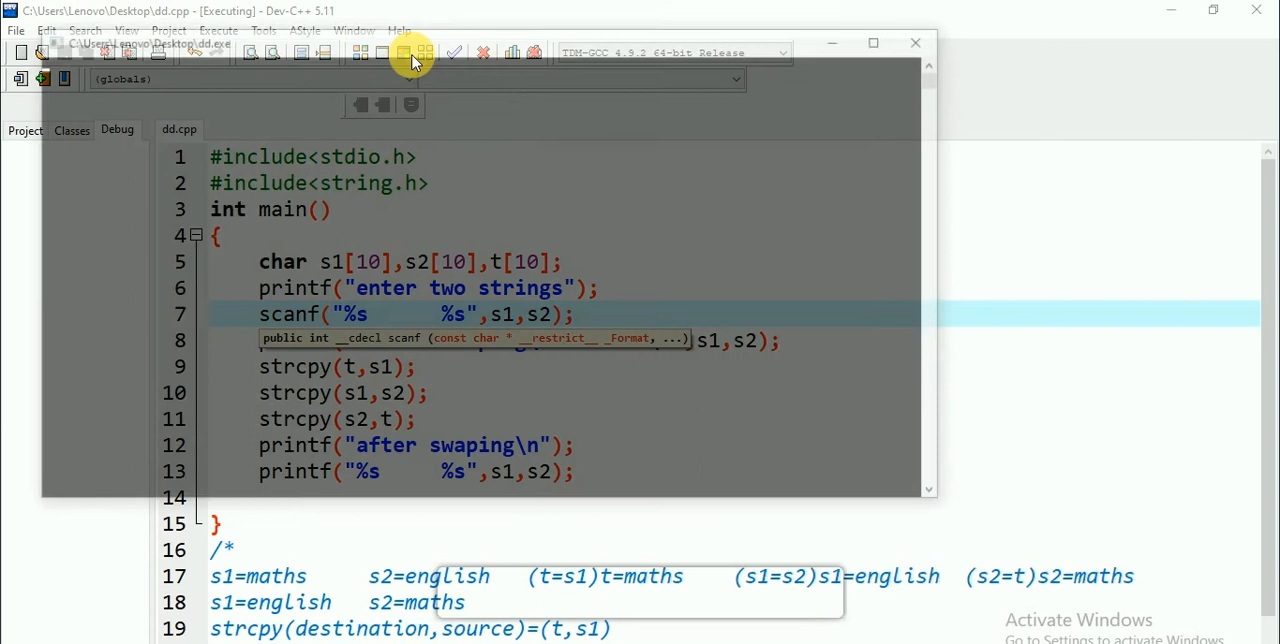 C:\Users\Lenovo\Desktop\dd.cpp - [Executing] - Dev-C++ 5.11
File Edit Search View Project Execute Tools AStyle Window Help
C:\Users\Lenovo\Desktop\dd.exe
TDM-GCC 4.9.2 64-bit Release
(globals)
Project Classes Debug dd.cpp
1 #include<stdio.h>
2 #include<string.h>
3 int main()
4 {
5 char s1[10],s2[10],t[10];
6 printf("enter two strings");
7 scanf("%s %s",s1,s2);
public int __cdecl scanf (const char * __restrict__ _Format, ...)
8 s1,s2);
9 strcpy(t,s1);
10 strcpy(s1,s2);
11 strcpy(s2,t);
12 printf("after swaping\n");
13 printf("%s %s",s1,s2);
14
15 }
16 /*
17 s1=maths s2=english (t=s1)t=maths (s1=s2)s1=english (s2=t)s2=maths
18 s1=english s2=maths
19 strcpy(destination,source)=(t,s1)
Activate Windows
Go to Settings to activate Windows.